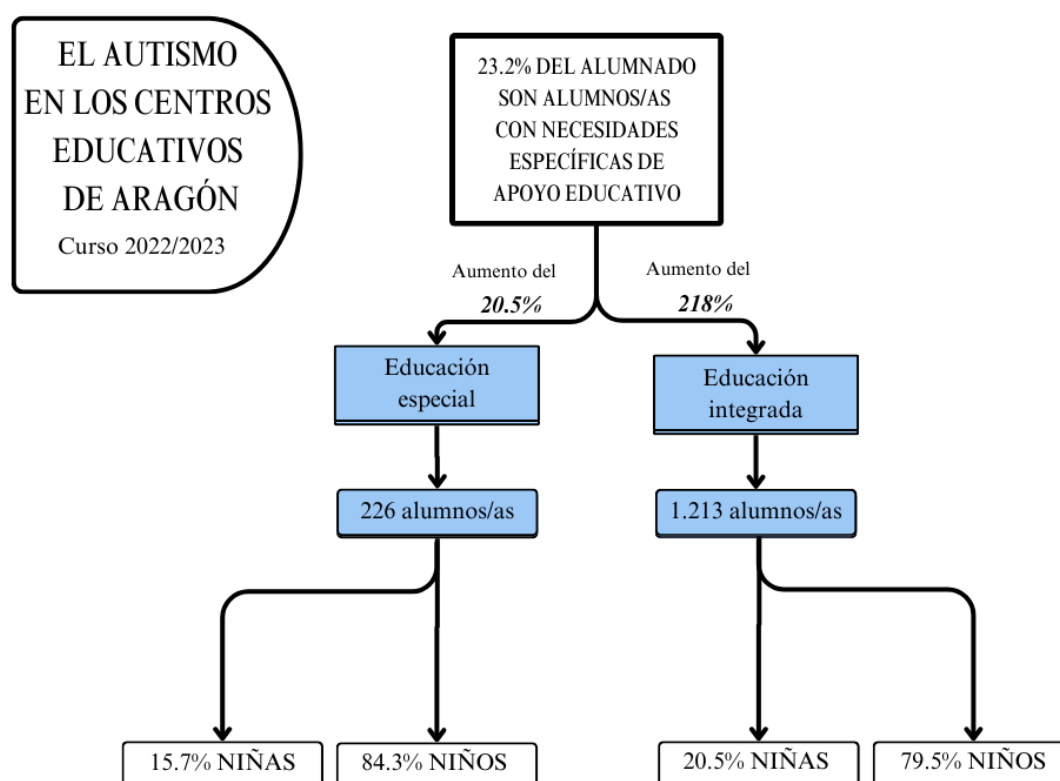 EL AUTISMO
EN LOS CENTROS
EDUCATIVOS
DE ARAGÓN
Curso 2022/2023
23.2% DEL ALUMNADO
SON ALUMNOS/AS
CON NECESIDADES
ESPECÍFICAS DE
APOYO EDUCATIVO
Aumento del
20.5%
Aumento del
218%
Educación
especial
Educación
integrada
226 alumnos/as
1.213 alumnos/as
15.7% NIÑAS
84.3% NIÑOS
20.5% NIÑAS
79.5% NIÑOS